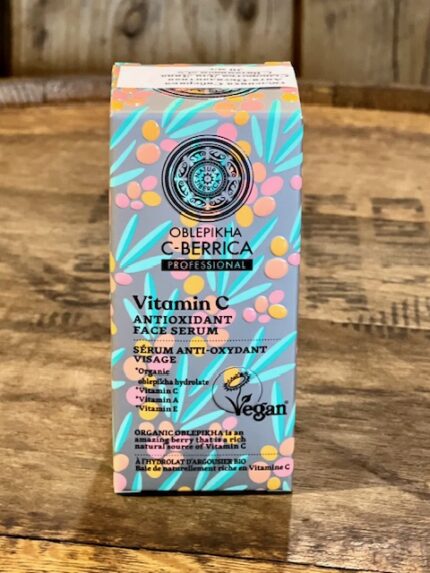 OBLEPIKHA
C-BERRICA
PROFESSIONAL
Vitamin C
ANTIOXIDANT
FACE SERUM
SÉRUM ANTI-OXYDANT
VISAGE
*Organic
oblepikha hydrolate
*Vitamin C
*Vitamin A
*Vitamin E
Vegan
ORGANIC OBLEPIKHA is an
amazing berry that is a rich
natural source of Vitamin C
À l'HYDROLAT D'ARGOUSIER BIO
Baie de naturellement riche en Vitamine C